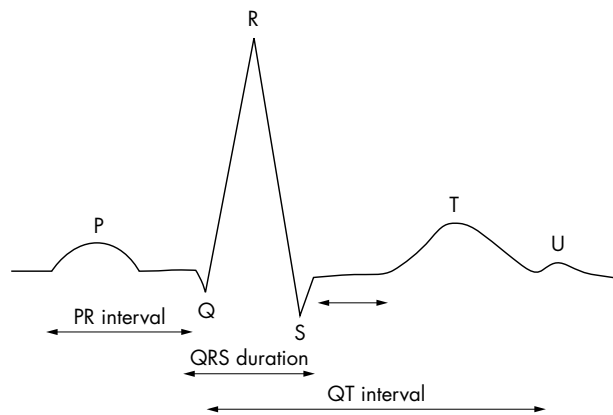 R
P
T
U
Q
S
PR interval
QRS duration
QT interval